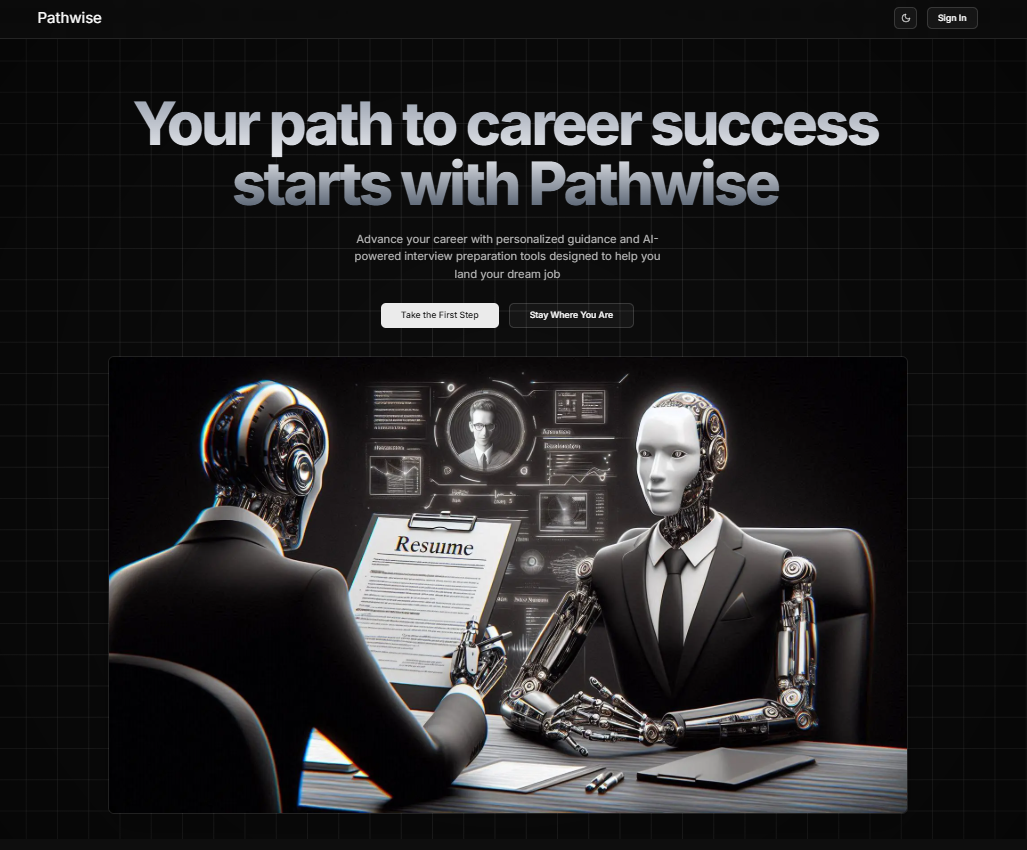 Pathwise
Sign In
Your path to career success
starts with Pathwise
Advance your career with personalized guidance and AI-
powered interview preparation tools designed to help you
land your dream job
Take the First Step
Stay Where You Are
Resume